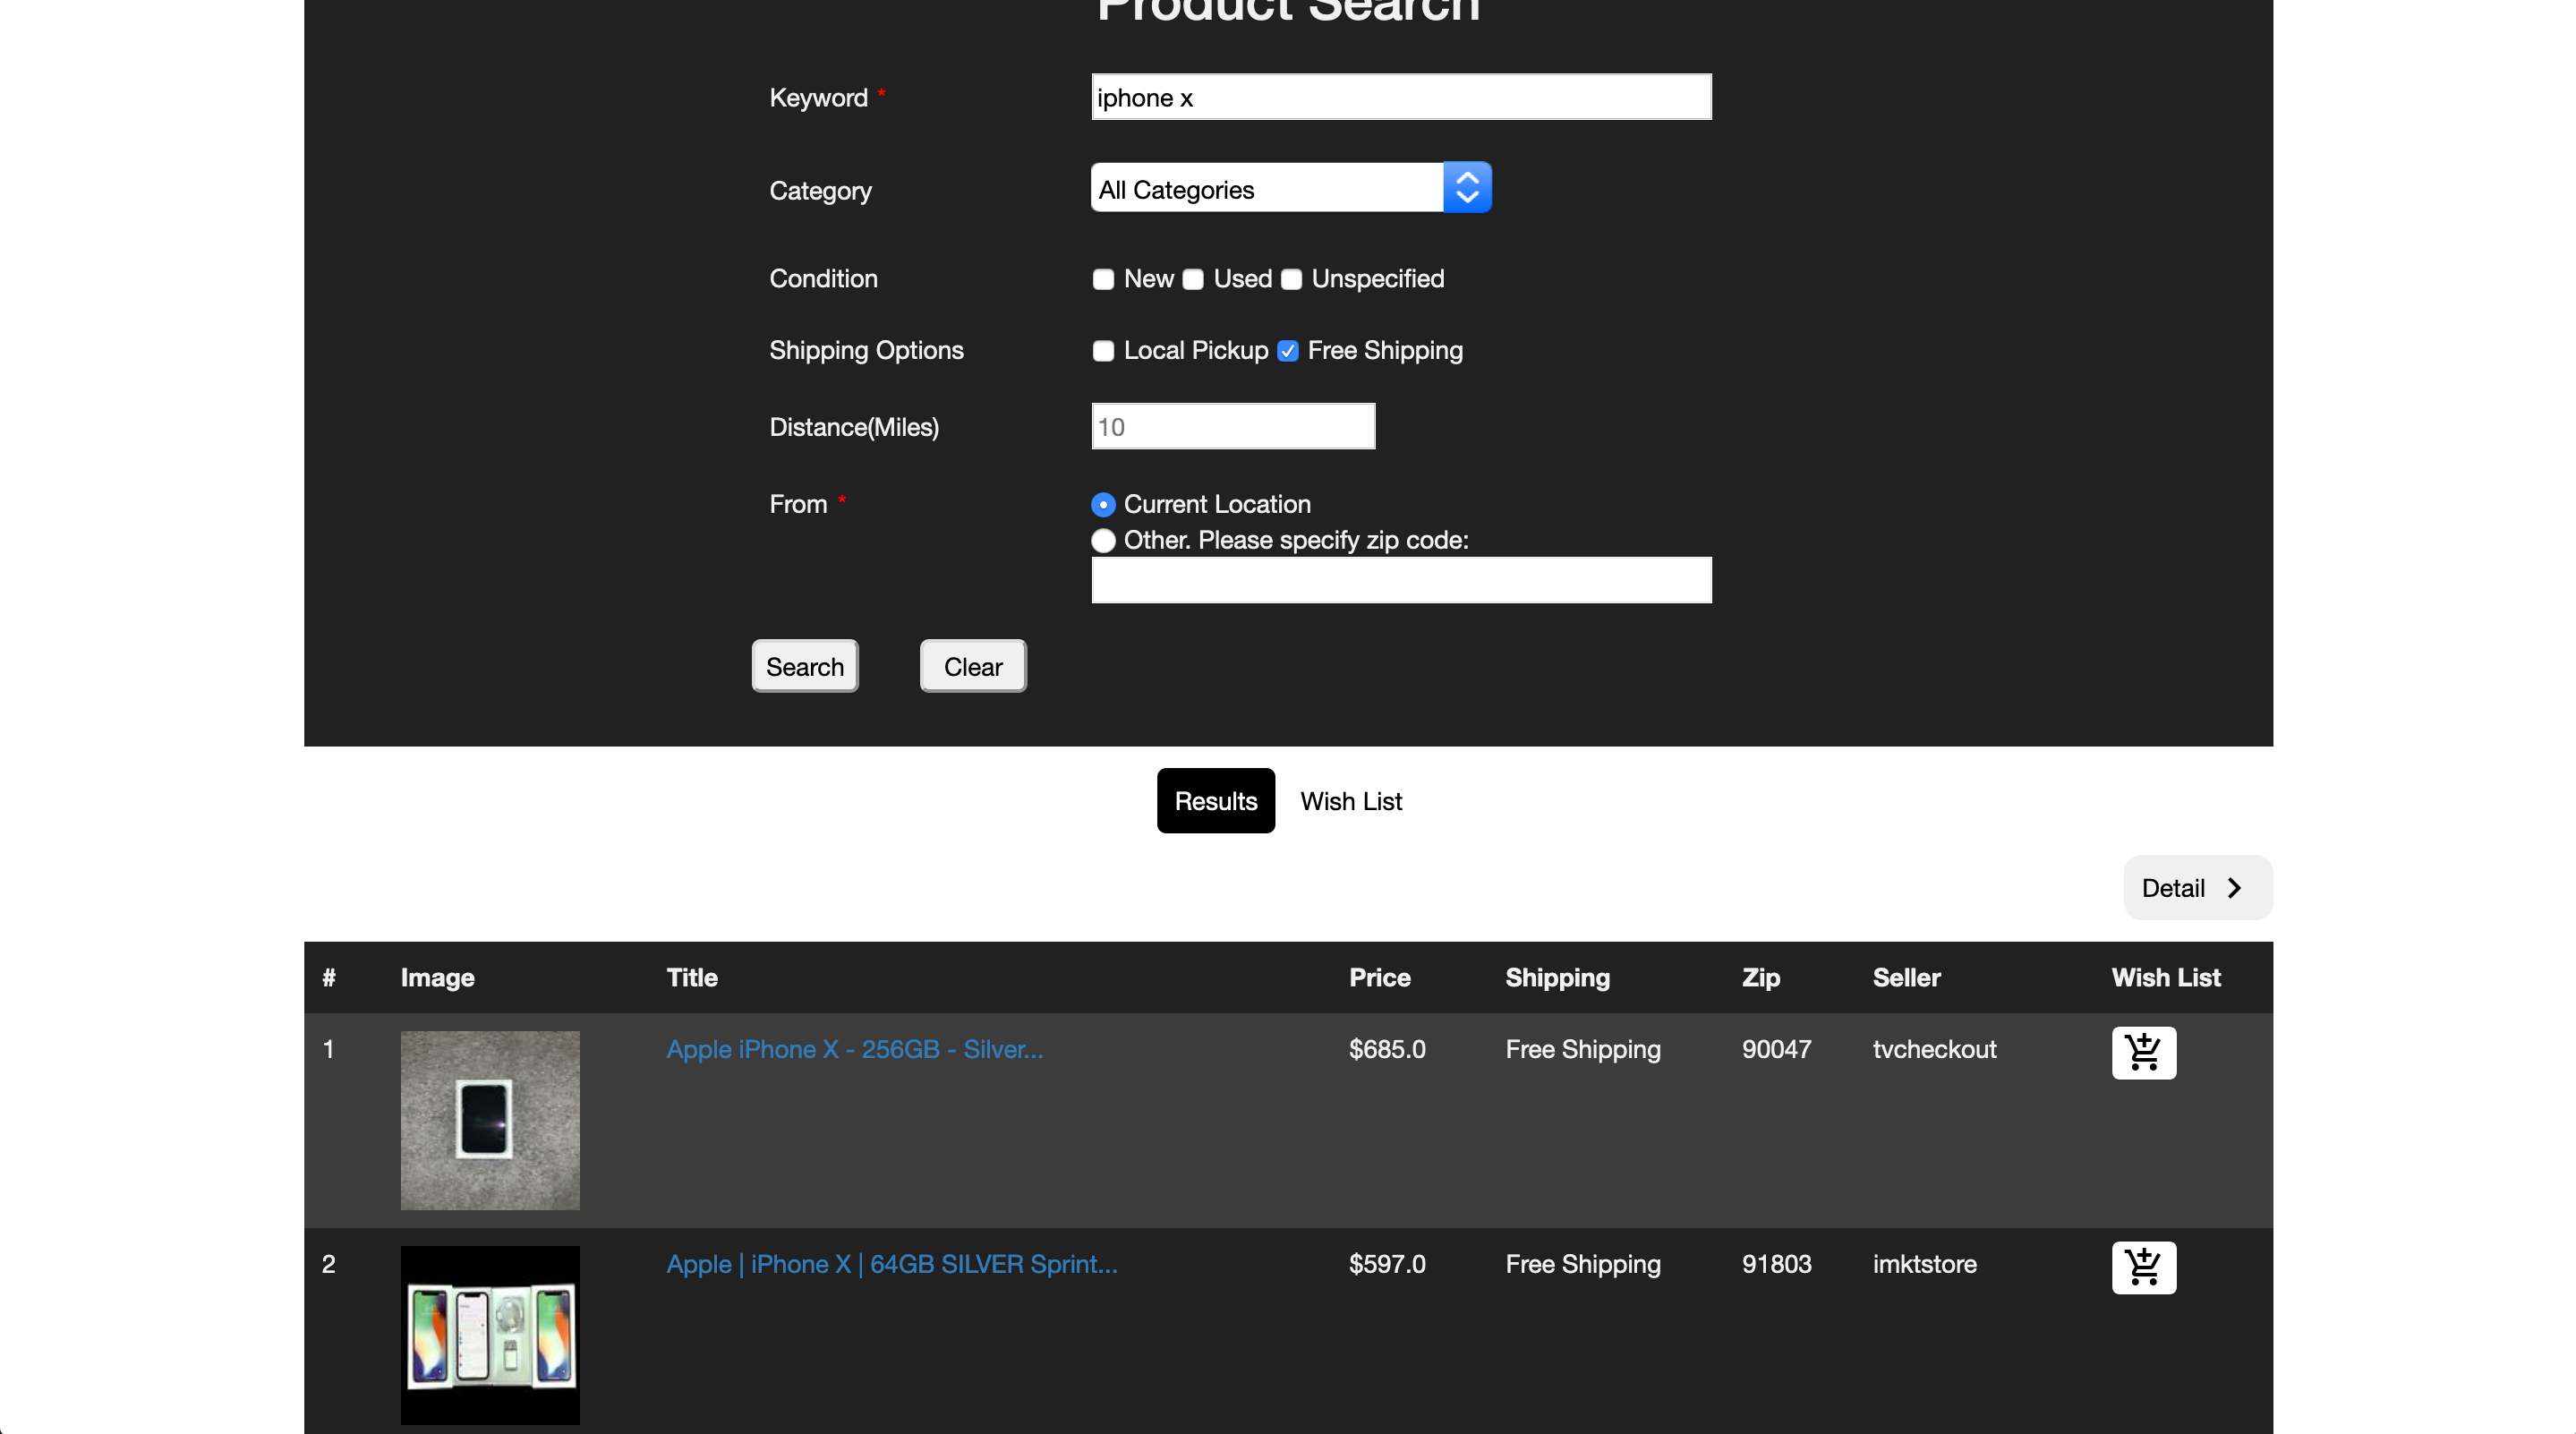 Product Search
Keyword *
iphone x
Category
All Categories
Condition
New Used Unspecified
Shipping Options
Local Pickup Free Shipping
Distance(Miles)
10
From *
Current Location
Other. Please specify zip code:
Search Clear
Results Wish List
Detail
# Image Title Price Shipping Zip Seller Wish List
1 Apple iPhone X - 256GB - Silver... $685.0 Free Shipping 90047 tvcheckout
2 Apple | iPhone X | 64GB SILVER Sprint... $597.0 Free Shipping 91803 imktstore